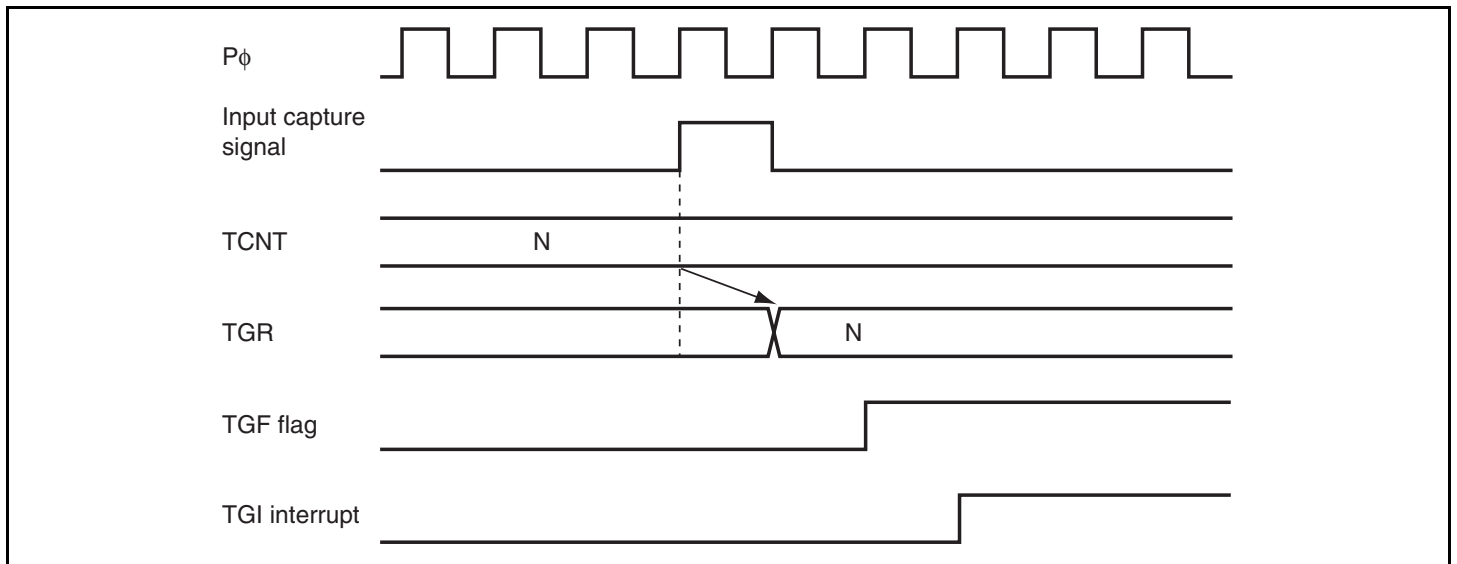 Pϕ
Input capture
signal
TCNT
N
TGR
N
TGF flag
TGI interrupt